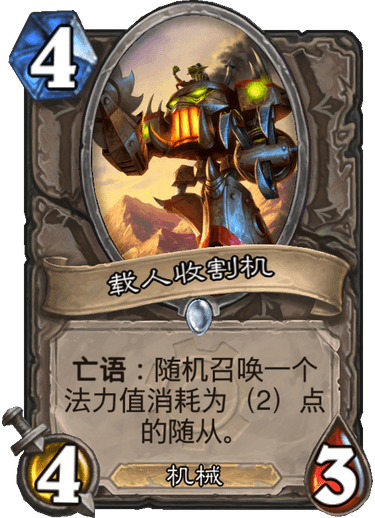 4
载人收割机
亡语：随机召唤一个
法力值消耗为（2）点
的随从。
4
机械
3